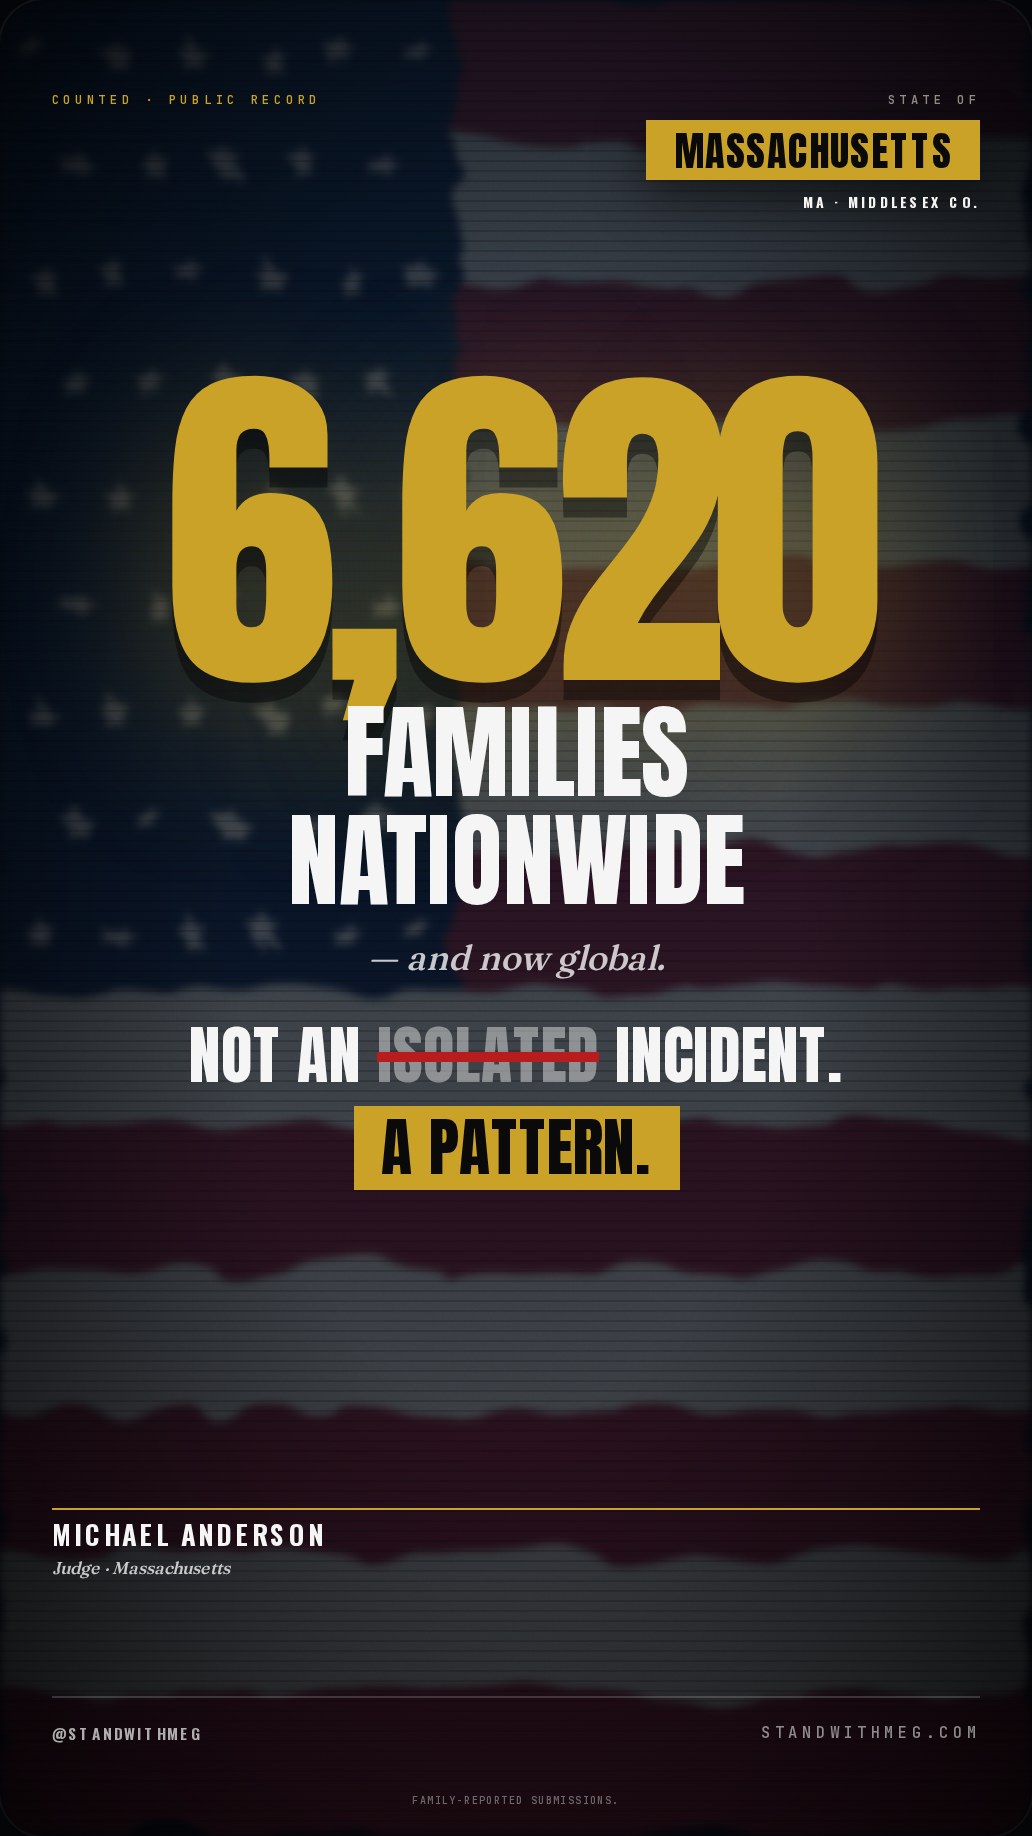 COUNTED · PUBLIC RECORD
STATE OF
MASSACHUSETTS
MA · MIDDLESEX CO.
6,620
FAMILIES
NATIONWIDE
— and now global.
NOT AN ISOLATED INCIDENT.
A PATTERN.
MICHAEL ANDERSON
Judge · Massachusetts
@STANDWITHMEG
STANDWITHMEG.COM
FAMILY-REPORTED SUBMISSIONS.